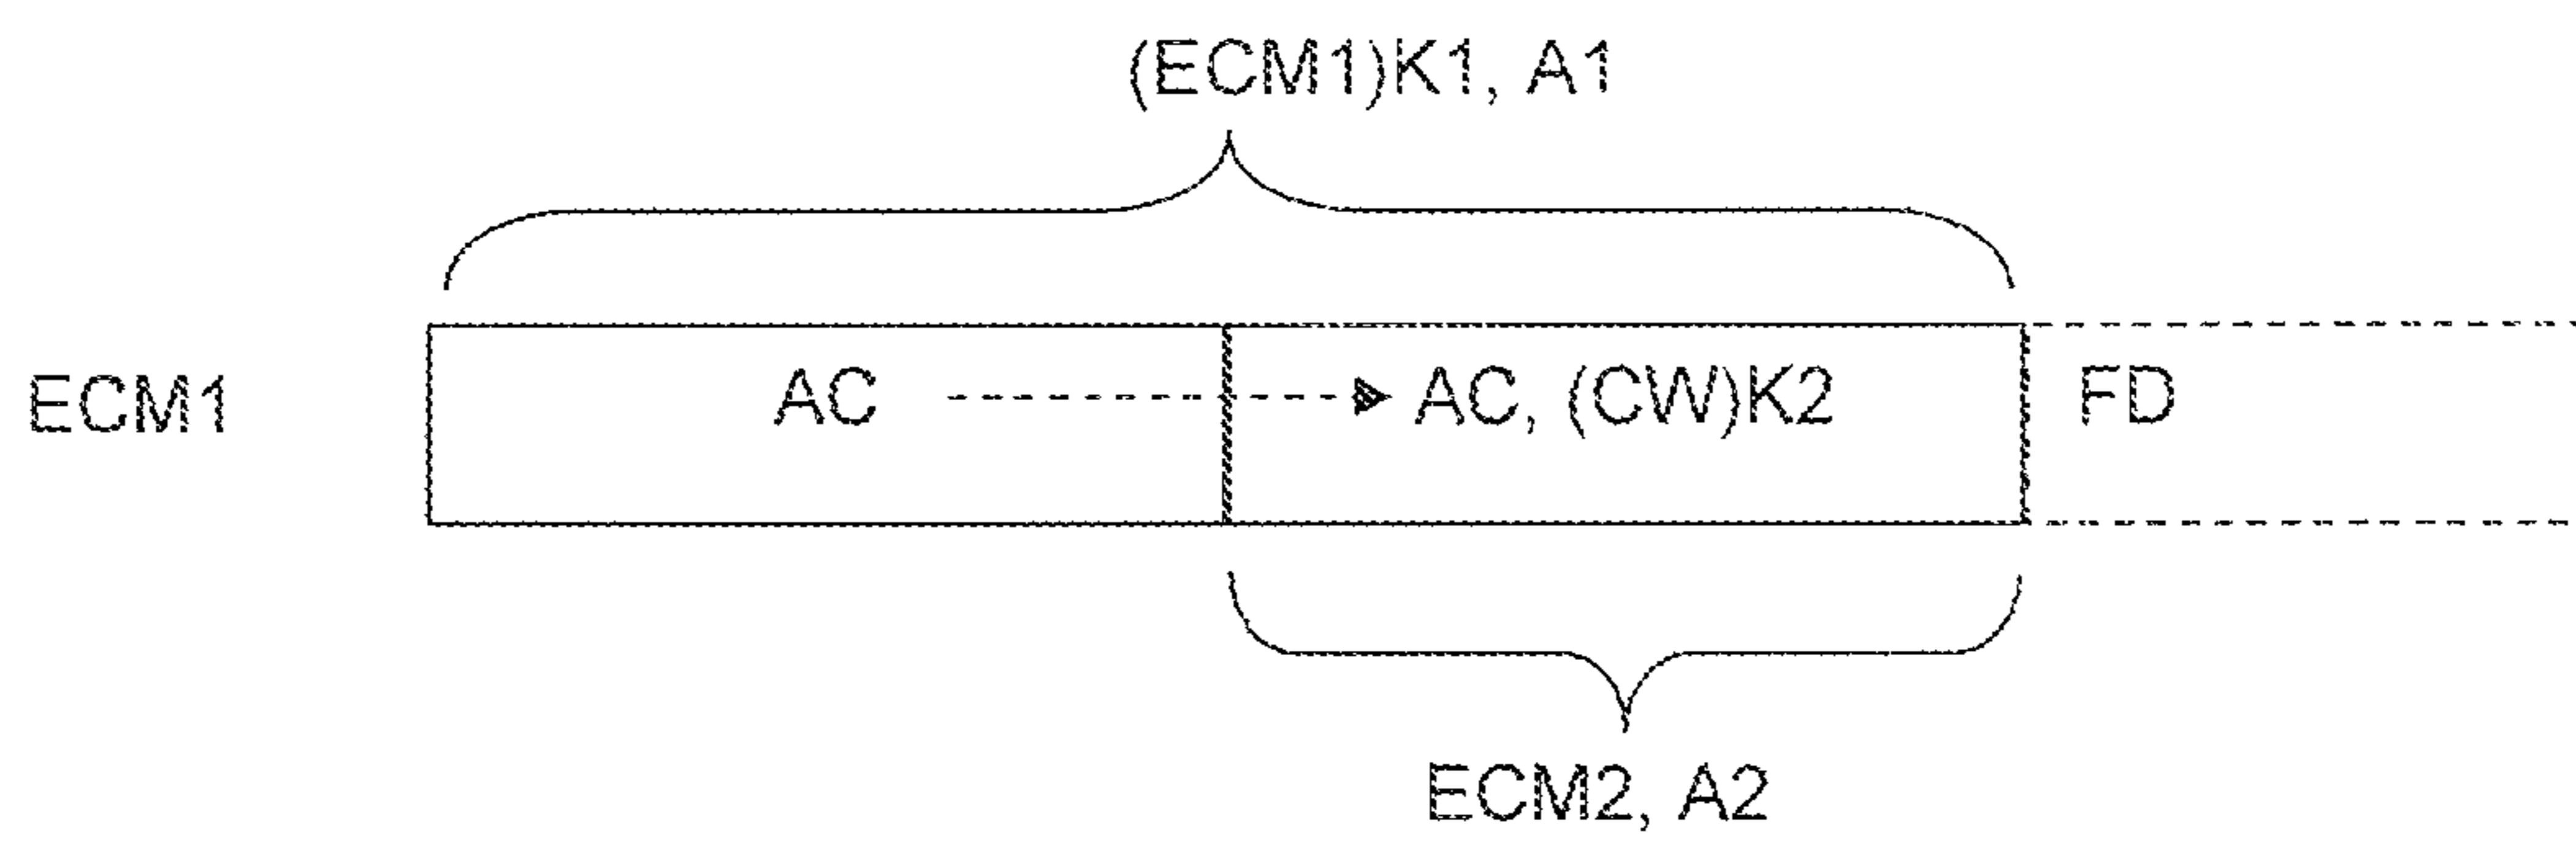 (ECM1)K1, A1
ECM1 AC AC, (CW)K2 FD
ECM2, A2